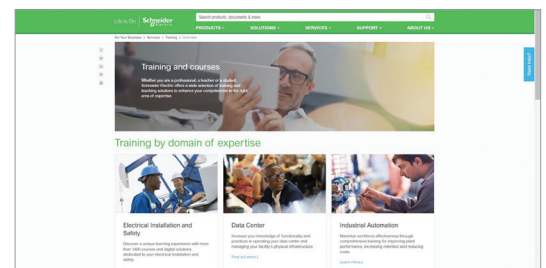 Life Is On
Schneider
Electric
Search products, documents & more
PRODUCTS
SOLUTIONS
SERVICES
SUPPORT
ABOUT US
For Your Business > Services > Training > Overview
Training and courses
Whether you are a professional, a teacher or a student,
Schneider Electric offers a wide selection of training and
teaching solutions to enhance your competencies in the right
area of expertise.
Need help?
Training by domain of expertise
Electrical Installation and
Safety
Discover a unique learning experience with more
than 1400 courses and digital solutions
dedicated to your electrical installation and
safety.
Data Center
Increase your knowledge of functionality and
practices in operating your data center and
managing your facility's physical infrastructure.
Find out more >
Industrial Automation
Maximize workforce effectiveness through
comprehensive training for improving plant
performance, increasing retention and reducing
costs.
Learn more >